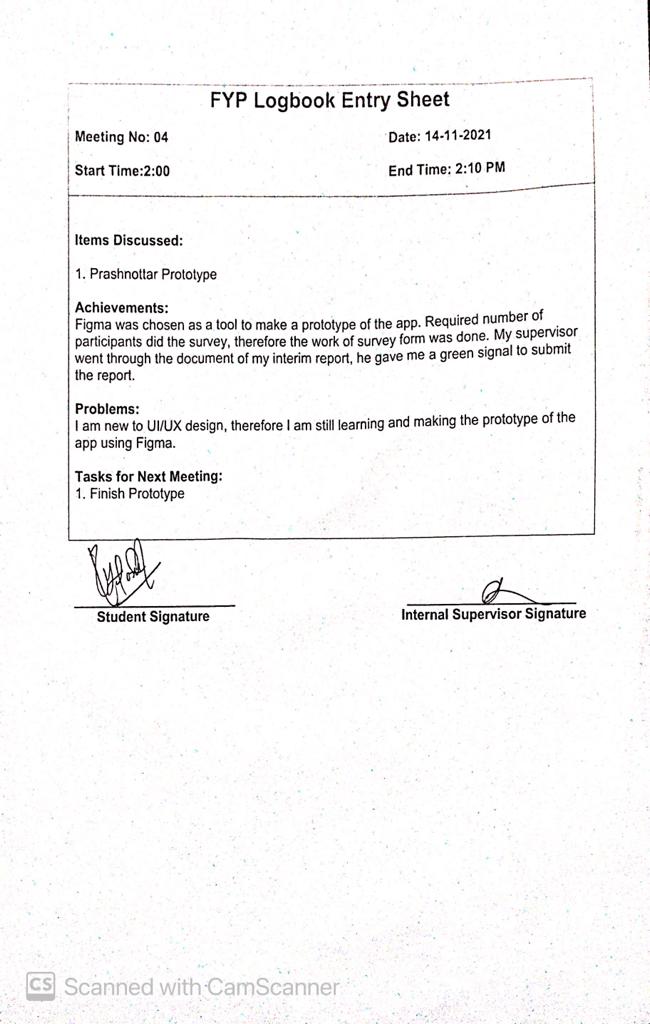 FYP Logbook Entry Sheet
Meeting No: 04 Date: 14-11-2021
Start Time:2:00 End Time: 2:10 PM
Items Discussed:
1. Prashnottar Prototype
Achievements:
Figma was chosen as a tool to make a prototype of the app. Required number of
participants did the survey, therefore the work of survey form was done. My supervisor
went through the document of my interim report, he gave me a green signal to submit
the report.
Problems:
I am new to UI/UX design, therefore I am still learning and making the prototype of the
app using Figma.
Tasks for Next Meeting:
1. Finish Prototype
Student Signature Internal Supervisor Signature
CS Scanned with CamScanner